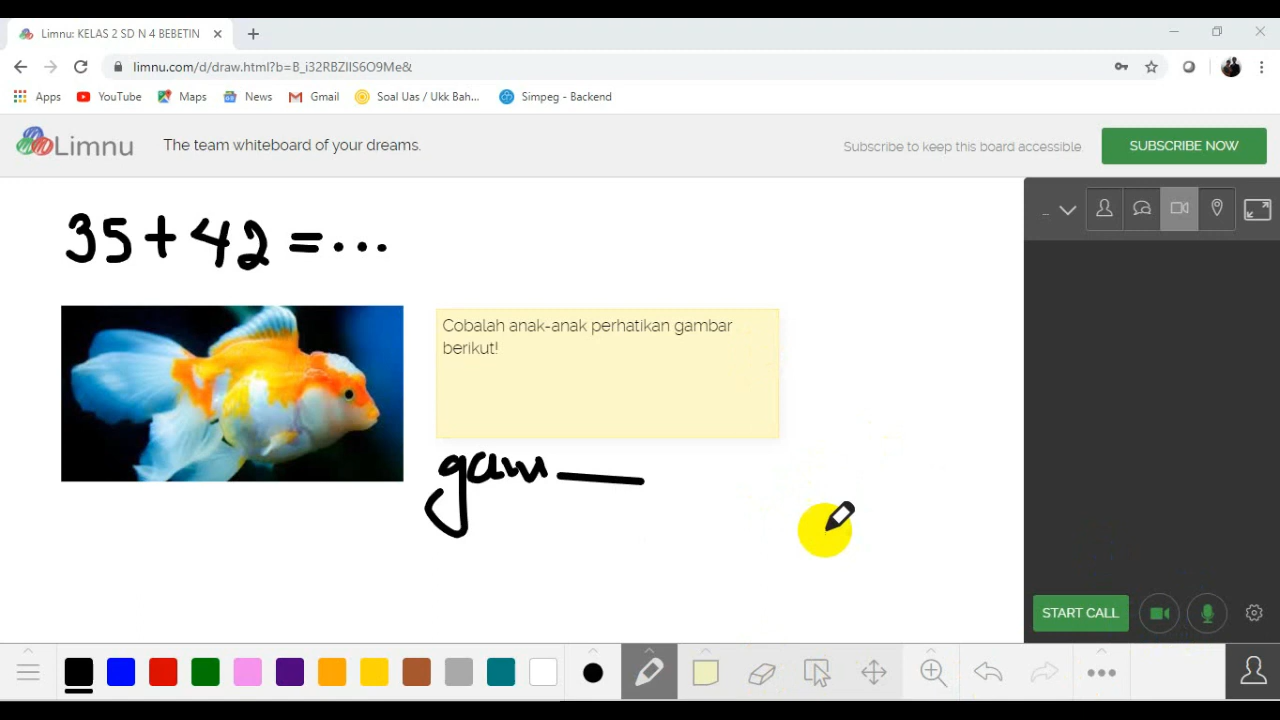 Limnu: KELAS 2 SD N 4 BEBETIN
limnu.com/d/draw.html?b=B_i32RBZIIS6O9Me&
Apps YouTube Maps News Gmail Soal Uas / Ukk Bah... Simpeg - Backend
Limnu The team whiteboard of your dreams. Subscribe to keep this board accessible SUBSCRIBE NOW
35+42=...
Cobalah anak-anak perhatikan gambar
berikut!
gam
START CALL